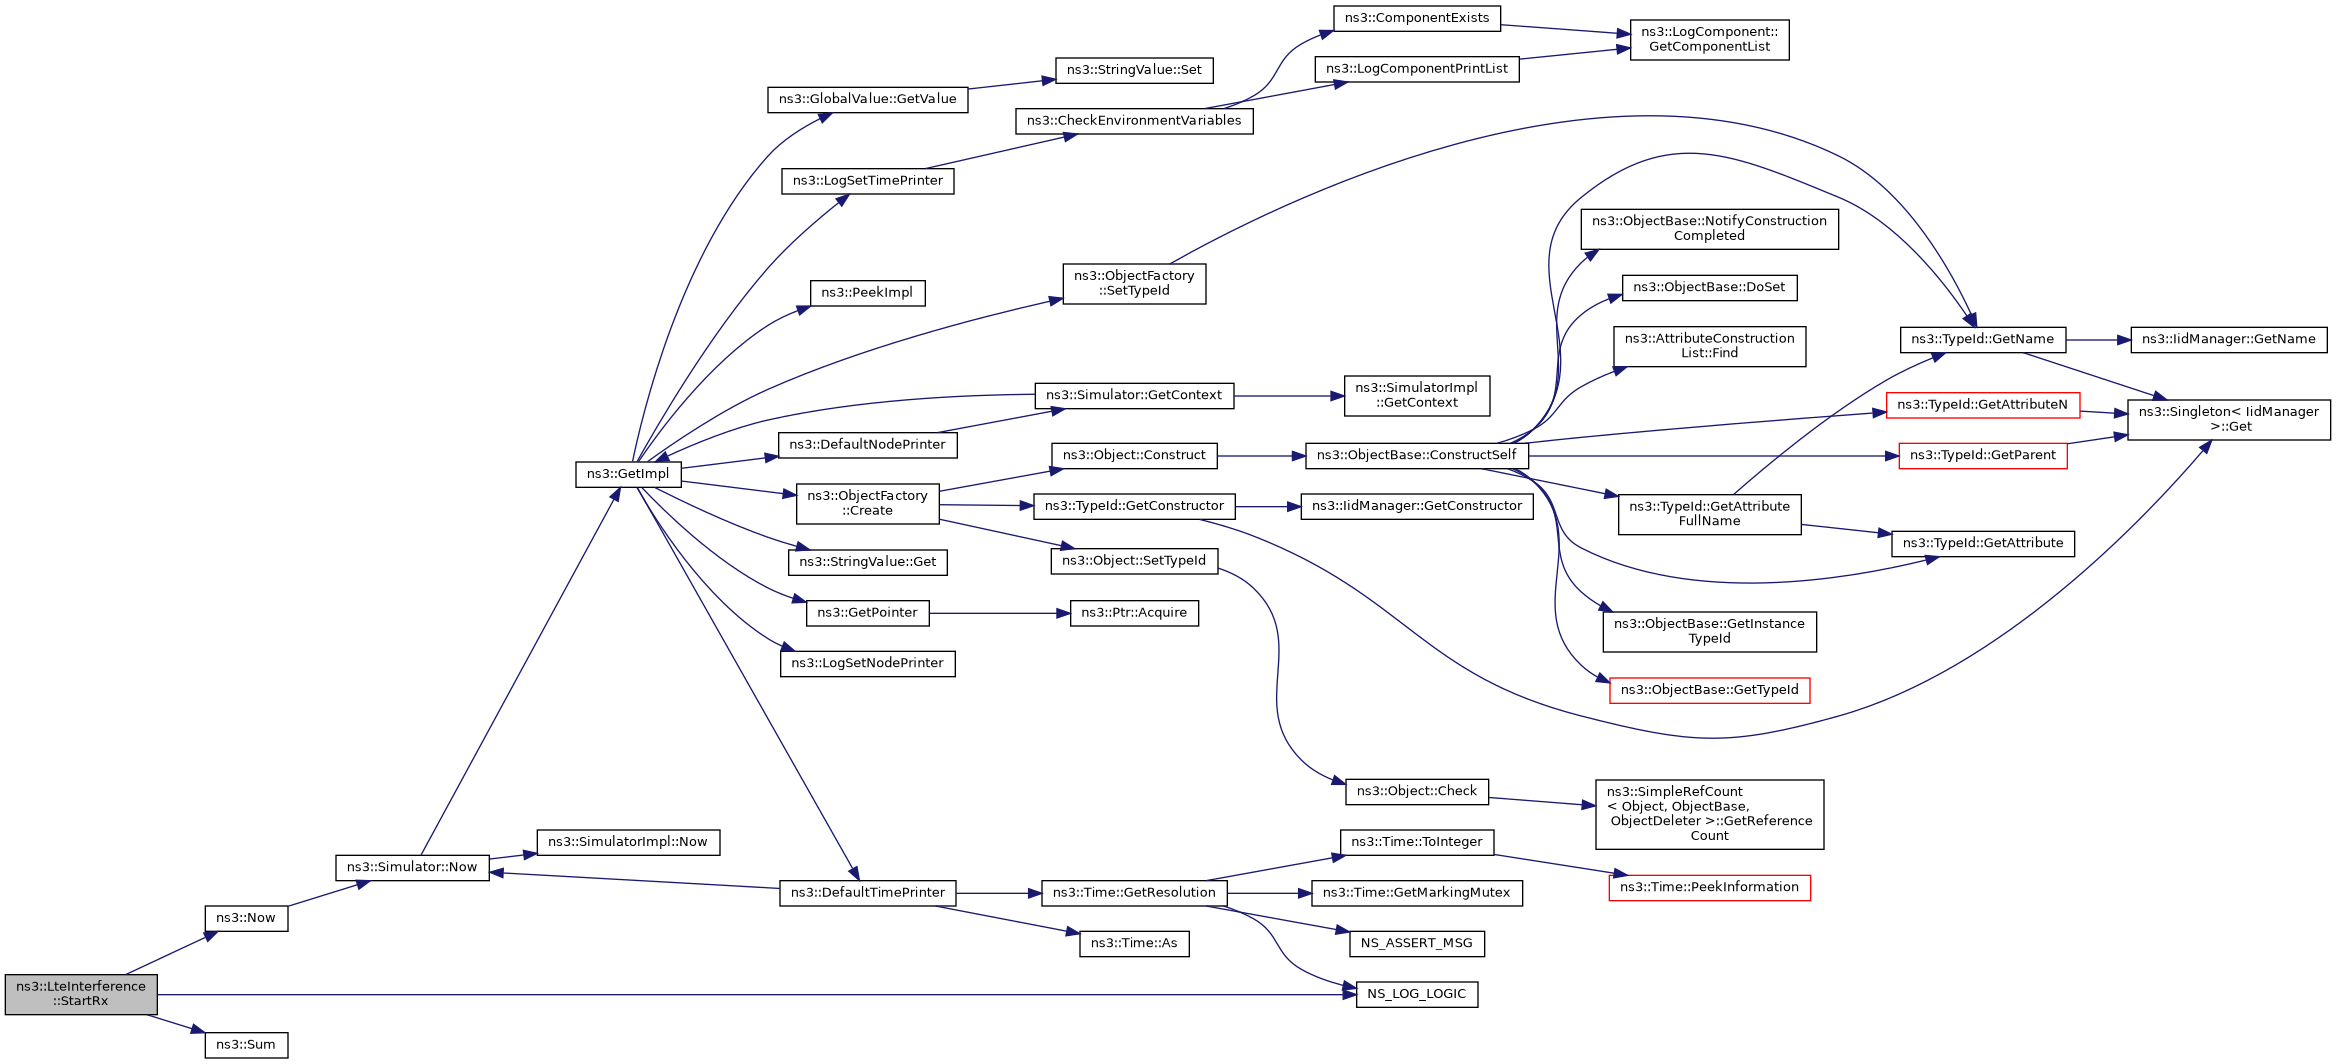 ns3::LteInterference
::StartRx
ns3::Now
ns3::Sum
ns3::Simulator::Now
ns3::SimulatorImpl::Now
ns3::GetImpl
ns3::GlobalValue::GetValue
ns3::StringValue::Set
ns3::LogSetTimePrinter
ns3::CheckEnvironmentVariables
ns3::ComponentExists
ns3::LogComponentPrintList
ns3::LogComponent::
GetComponentList
ns3::PeekImpl
ns3::ObjectFactory
::SetTypeId
ns3::DefaultNodePrinter
ns3::Simulator::GetContext
ns3::SimulatorImpl
::GetContext
ns3::ObjectFactory
::Create
ns3::Object::Construct
ns3::TypeId::GetConstructor
ns3::IidManager::GetConstructor
ns3::Object::SetTypeId
ns3::ObjectBase::ConstructSelf
ns3::ObjectBase::NotifyConstruction
Completed
ns3::ObjectBase::DoSet
ns3::AttributeConstruction
List::Find
ns3::TypeId::GetName
ns3::IidManager::GetName
ns3::TypeId::GetAttributeN
ns3::Singleton< IidManager
>::Get
ns3::TypeId::GetParent
ns3::TypeId::GetAttribute
FullName
ns3::TypeId::GetAttribute
ns3::ObjectBase::GetInstance
TypeId
ns3::ObjectBase::GetTypeId
ns3::StringValue::Get
ns3::GetPointer
ns3::Ptr::Acquire
ns3::LogSetNodePrinter
ns3::Object::Check
ns3::SimpleRefCount
< Object, ObjectBase,
ObjectDeleter >::GetReference
Count
ns3::DefaultTimePrinter
ns3::Time::GetResolution
ns3::Time::As
ns3::Time::ToInteger
ns3::Time::PeekInformation
ns3::Time::GetMarkingMutex
NS_ASSERT_MSG
NS_LOG_LOGIC